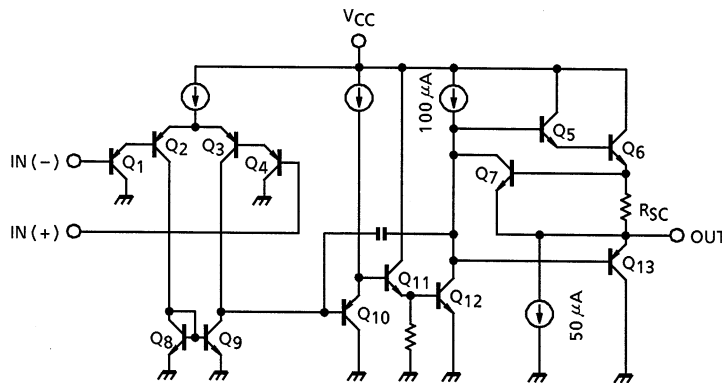 VCC
100 μA
Q2
Q3
Q5
Q6
IN (−)
Q1
Q4
Q7
RSC
IN (+)
OUT
Q11
Q13
Q10
Q12
50 μA
Q8
Q9